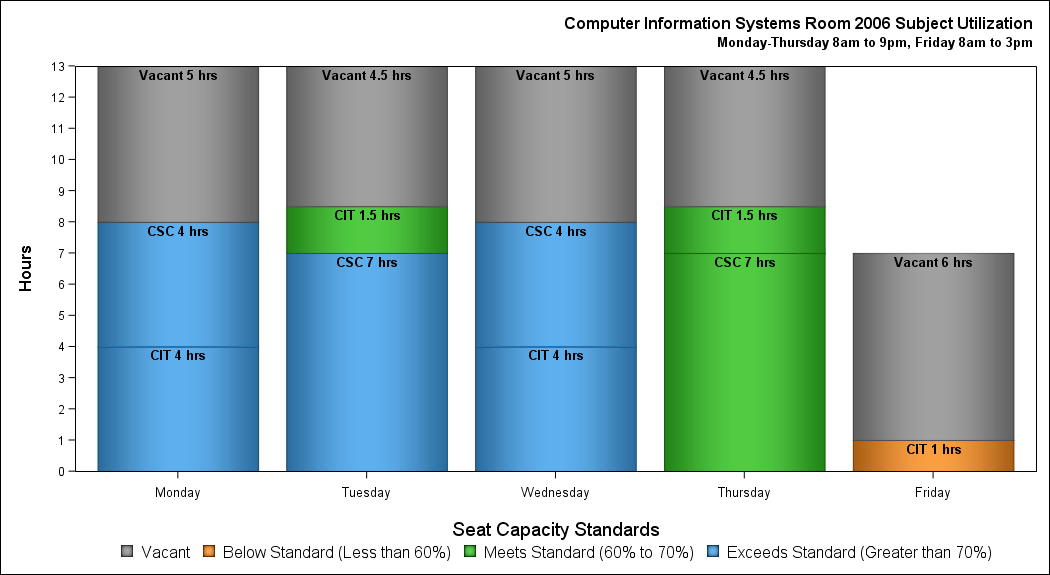 Computer Information Systems Room 2006 Subject Utilization
Monday-Thursday 8am to 9pm, Friday 8am to 3pm
Hours
13
12
11
10
9
8
7
6
5
4
3
2
1
0
Vacant 5 hrs
CSC 4 hrs
CIT 4 hrs
Vacant 4.5 hrs
CIT 1.5 hrs
CSC 7 hrs
Vacant 5 hrs
CSC 4 hrs
CIT 4 hrs
Vacant 4.5 hrs
CIT 1.5 hrs
CSC 7 hrs
Vacant 6 hrs
CIT 1 hrs
Monday Tuesday Wednesday Thursday Friday
Seat Capacity Standards
Vacant Below Standard (Less than 60%) Meets Standard (60% to 70%) Exceeds Standard (Greater than 70%)